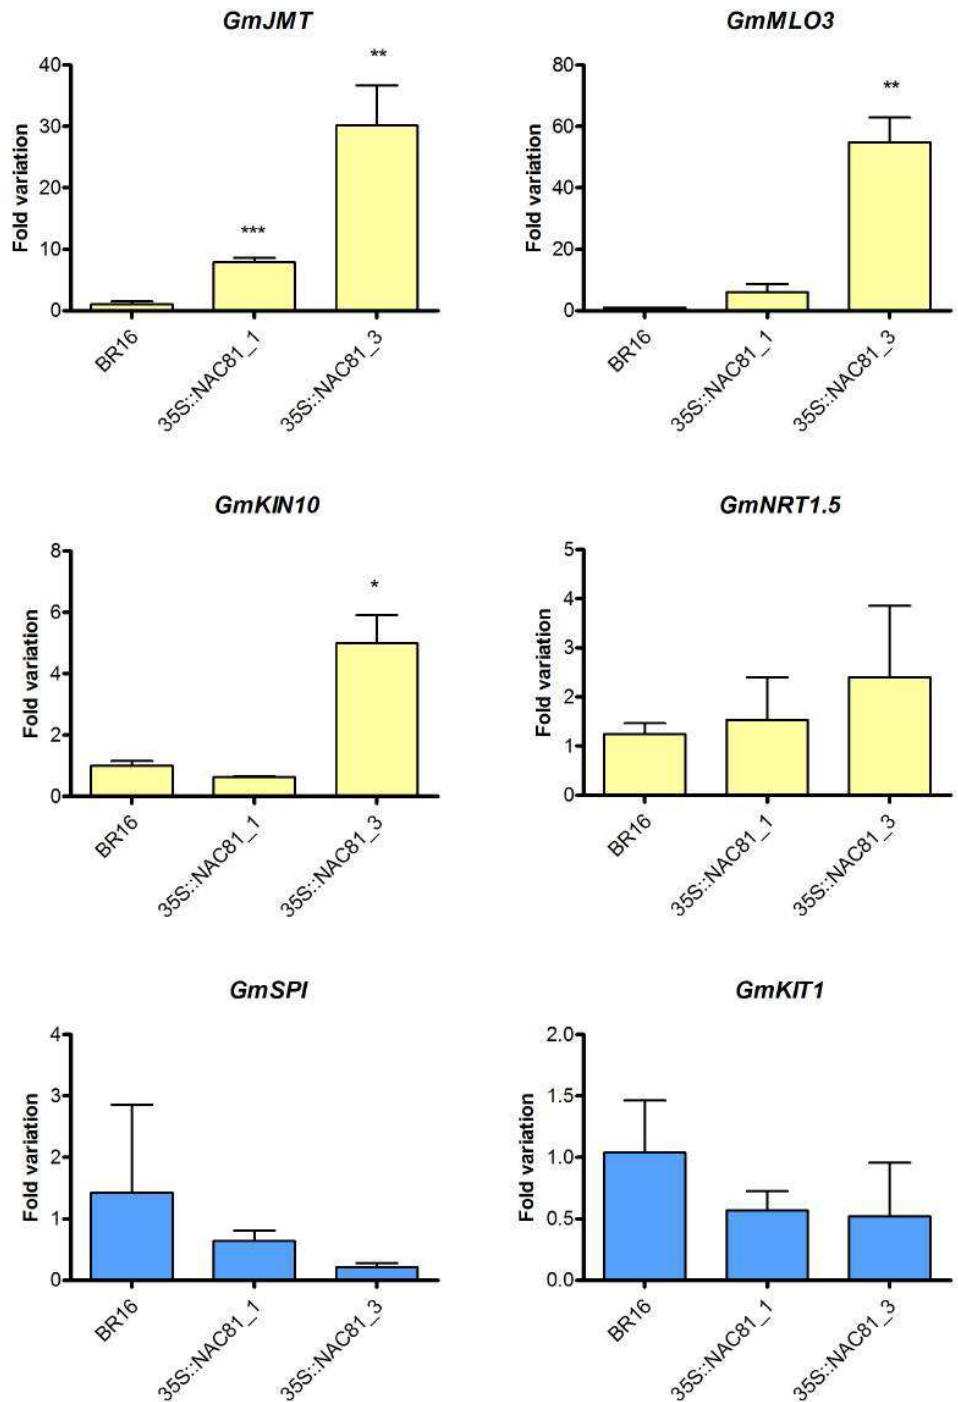 GmJMT
Fold variation
40
30
20
10
0
**
***
BR16
35S::NAC81_1
35S::NAC81_3
GmMLO3
Fold variation
80
60
40
20
0
**
BR16
35S::NAC81_1
35S::NAC81_3
GmKIN10
Fold variation
8
6
4
2
0
*
BR16
35S::NAC81_1
35S::NAC81_3
GmNRT1.5
Fold variation
5
4
3
2
1
0
BR16
35S::NAC81_1
35S::NAC81_3
GmSPI
Fold variation
4
3
2
1
0
BR16
35S::NAC81_1
35S::NAC81_3
GmKIT1
Fold variation
2.0
1.5
1.0
0.5
0.0
BR16
35S::NAC81_1
35S::NAC81_3